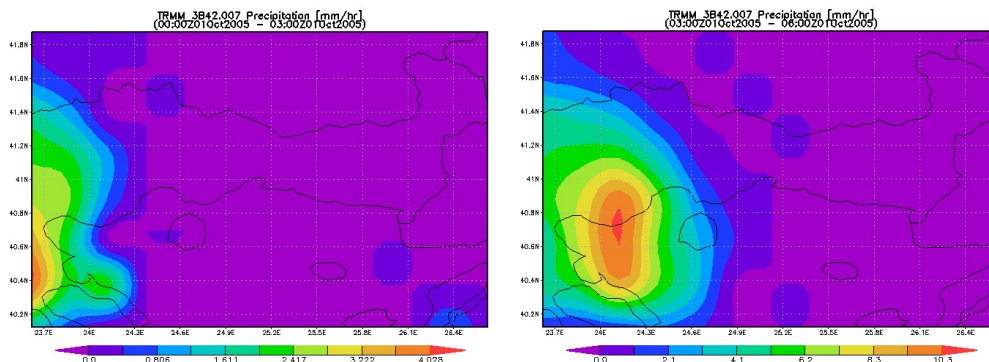 TRMM_3B42.007 Precipitation [mm/hr]
(00:00Z01Oct2005 - 03:00Z01Oct2005)
41.8N
41.6N
41.4N
41.2N
41N
40.8N
40.6N
40.4N
40.2N
23.7E 24E 24.3E 24.6E 24.9E 25.2E 25.5E 25.8E 26.1E 26.4E
0.0 0.806 1.611 2.417 3.222 4.028
TRMM_3B42.007 Precipitation [mm/hr]
(03:00Z01Oct2005 - 06:00Z01Oct2005)
41.8N
41.6N
41.4N
41.2N
41N
40.8N
40.6N
40.4N
40.2N
23.7E 24E 24.3E 24.6E 24.9E 25.2E 25.5E 25.8E 26.1E 26.4E
0.0 2.1 4.1 6.2 8.3 10.3